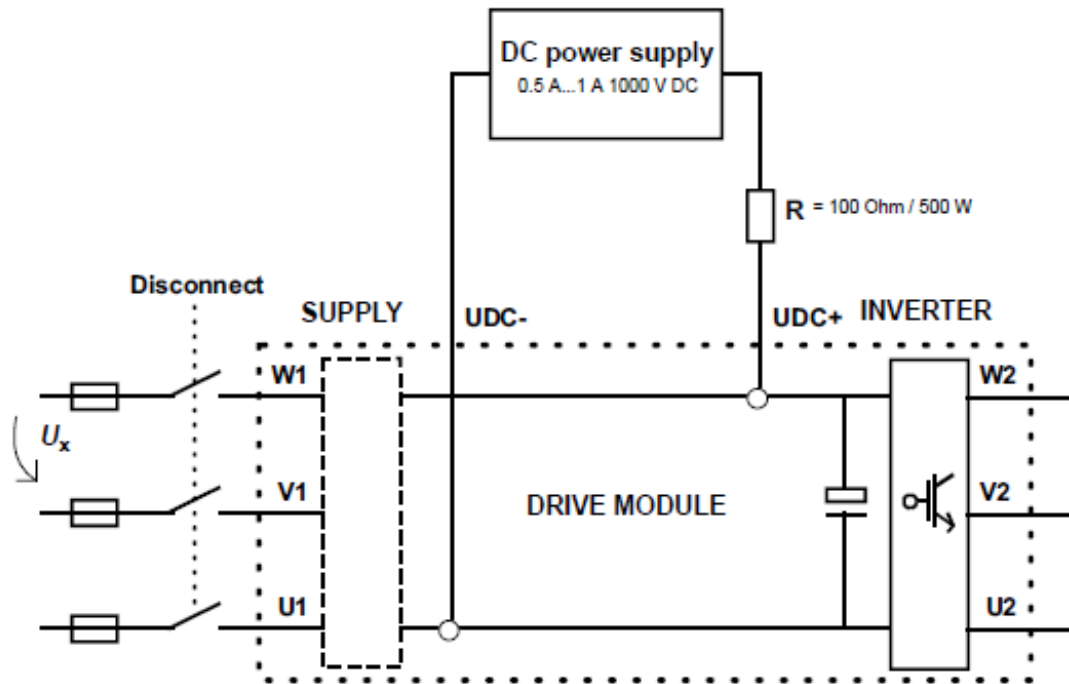 DC power supply
0.5 A...1 A 1000 V DC
R = 100 Ohm / 500 W
Disconnect
SUPPLY
UDC-
UDC+
INVERTER
W1
W2
Ux
V1
DRIVE MODULE
V2
U1
U2